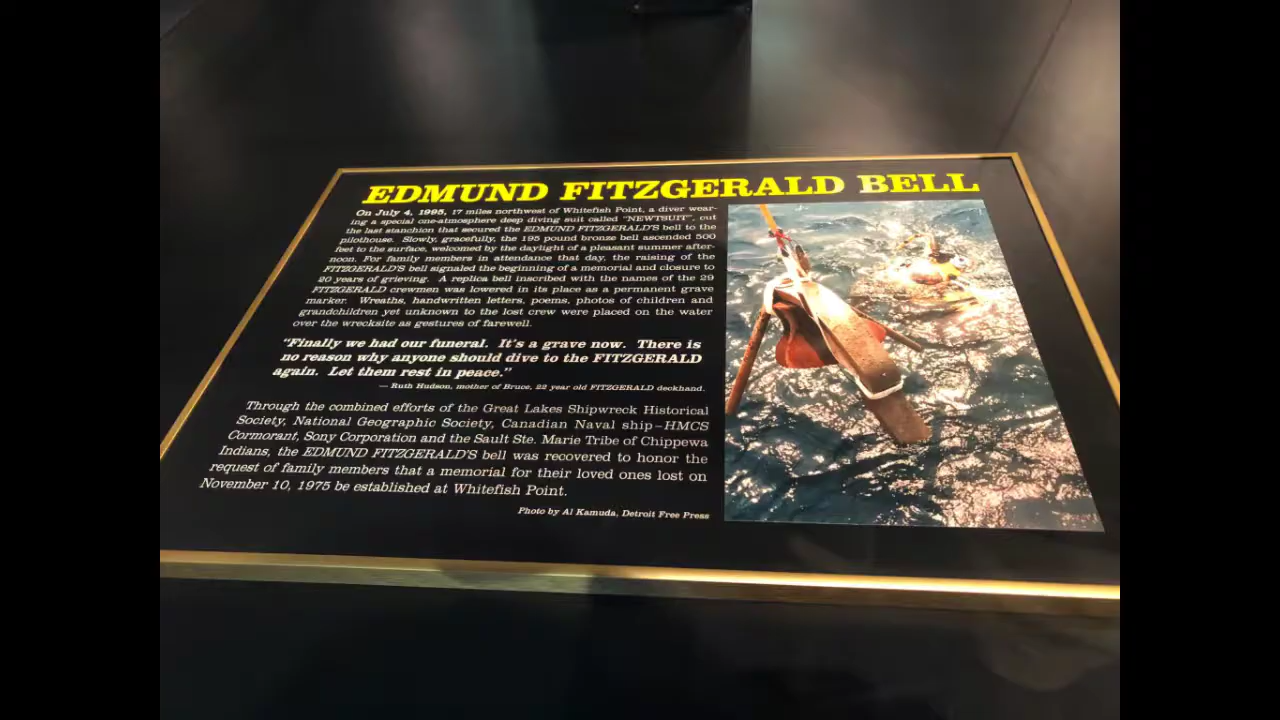 EDMUND FITZGERALD BELL
On July 4, 1995, 17 miles northwest of Whitefish Point, a diver wear-
ing a special one-atmosphere deep diving suit called "NEWTSUIT", cut
the last stanchion that secured the EDMUND FITZGERALD'S bell to the
pilothouse. Slowly, gracefully, the 195 pound bronze bell ascended 500
feet to the surface, welcomed by the daylight of a pleasant summer after-
noon. For family members in attendance that day, the raising of the
FITZGERALD'S bell signaled the beginning of a memorial and closure to
20 years of grieving. A replica bell inscribed with the names of the 29
FITZGERALD crewmen was lowered in its place as a permanent grave
marker. Wreaths, handwritten letters, poems, photos of children and
grandchildren yet unknown to the lost crew were placed on the water
over the wrecksite as gestures of farewell.
"Finally we had our funeral. It's a grave now. There is
no reason why anyone should dive to the FITZGERALD
again. Let them rest in peace."
— Ruth Hudson, mother of Bruce, 22 year old FITZGERALD deckhand.
Through the combined efforts of the Great Lakes Shipwreck Historical
Society, National Geographic Society, Canadian Naval ship–HMCS
Cormorant, Sony Corporation and the Sault Ste. Marie Tribe of Chippewa
Indians, the EDMUND FITZGERALD'S bell was recovered to honor the
request of family members that a memorial for their loved ones lost on
November 10, 1975 be established at Whitefish Point.
Photo by Al Kamuda, Detroit Free Press